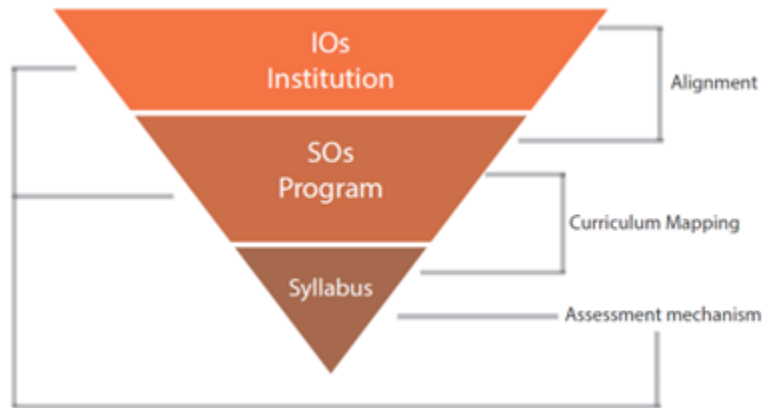 IOs
Institution
Alignment
SOs
Program
Curriculum Mapping
Syllabus
Assessment mechanism